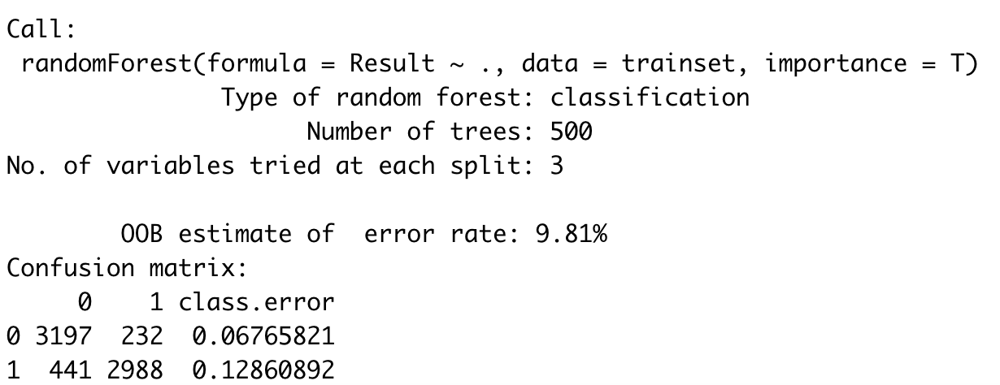 Call:
 randomForest(formula = Result ~ ., data = trainset, importance = T)
               Type of random forest: classification
                     Number of trees: 500
No. of variables tried at each split: 3

        OOB estimate of  error rate: 9.81%
Confusion matrix:
     0    1 class.error
0 3197  232  0.06765821
1  441 2988  0.12860892